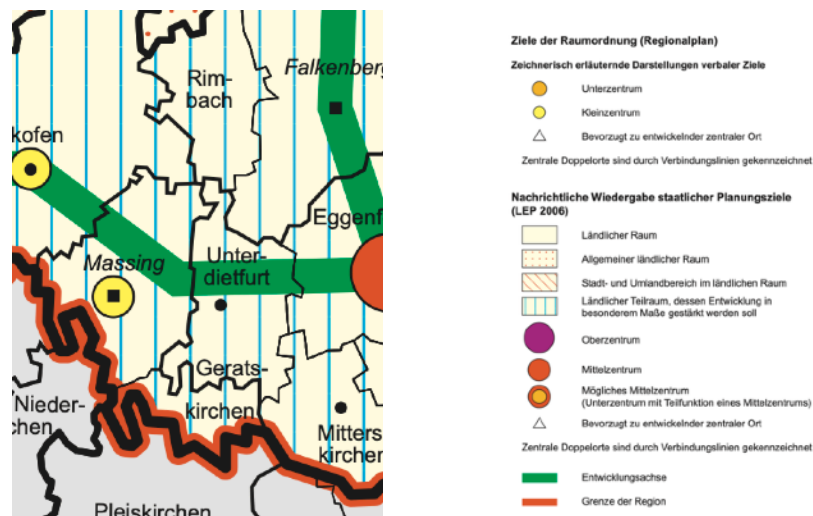 Rim-
bach
Falkenberg
kofen
Eggenf
Massing
Unter-
dietfurt
Gerats-
kirchen
Nieder-
chen
Mitters
kircher
Pleiskirchen
Ziele der Raumordnung (Regionalplan)
Zeichnerisch erläuternde Darstellungen verbaler Ziele
Unterzentrum
Kleinzentrum
Bevorzugt zu entwickelnder zentraler Ort
Zentrale Doppelorte sind durch Verbindungslinien gekennzeichnet
Nachrichtliche Wiedergabe staatlicher Planungsziele
(LEP 2006)
Ländlicher Raum
Allgemeiner ländlicher Raum
Stadt- und Umlandbereich im ländlichen Raum
Ländlicher Teilraum, dessen Entwicklung in
besonderem Maße gestärkt werden soll
Oberzentrum
Mittelzentrum
Mögliches Mittelzentrum
(Unterzentrum mit Teilfunktion eines Mittelzentrums)
Bevorzugt zu entwickelnder zentraler Ort
Zentrale Doppelorte sind durch Verbindungslinien gekennzeichnet
Entwicklungsachse
Grenze der Region